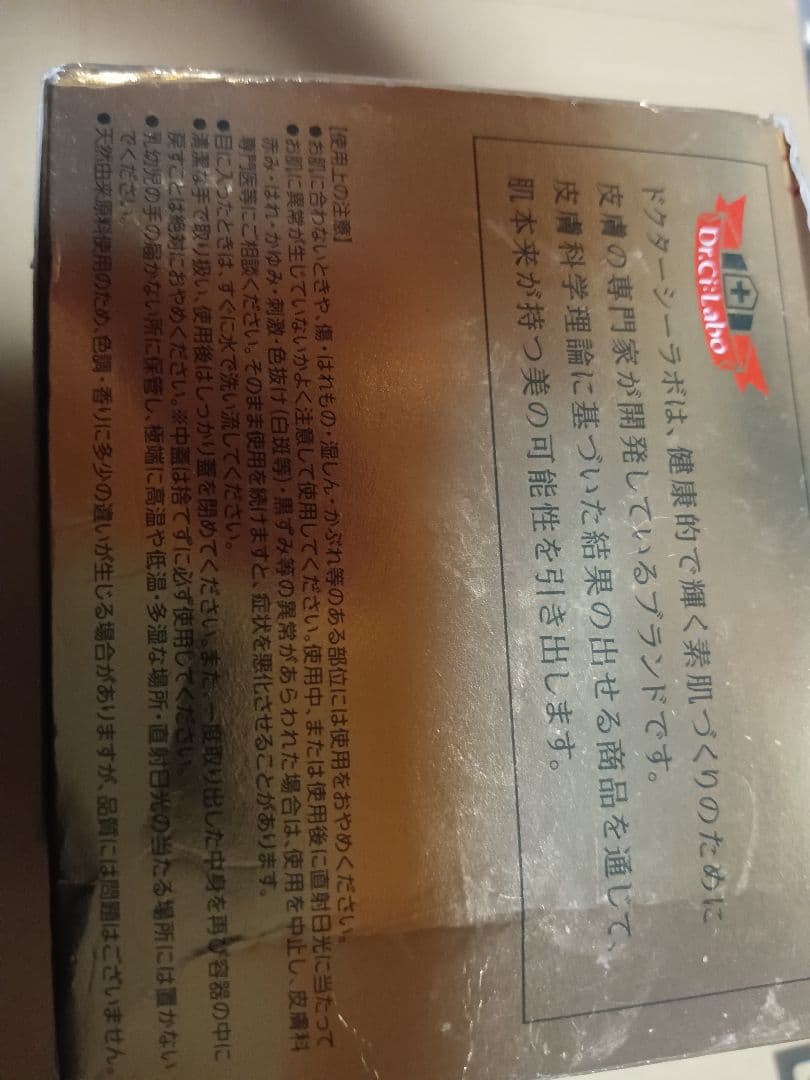 Dr.Ci:Labo
ドクターシーラボは、健康的で輝く素肌づくりのために
皮膚の専門家が開発しているブランドです。
皮膚科学理論に基づいた結果の出せる商品を通じて、
肌本来が持つ美の可能性を引き出します。
【使用上の注意】
●お肌に合わないときや、傷・はれもの・湿しん・かぶれ等のある部位には使用をおやめください。
●お肌に異常が生じていないかよく注意して使用してください。使用中、または使用後に直射日光に当たって
赤み・はれ・かゆみ・刺激・色抜け(白斑等)・黒ずみ等の異常があらわれた場合は、使用を中止し、皮膚科
専門医等にご相談ください。そのまま使用を続けますと、症状を悪化させることがあります。
●目に入ったときは、すぐに水で洗い流してください。
●清潔な手で取り扱い、使用後はしっかり蓋を閉めてください。また、一度取り出した中身を再び容器の中に
戻すことは絶対におやめください。※中蓋は捨てずに必ず使用してください。
●乳幼児の手の届かない所に保管し、極端に高温や低温・多湿な場所・直射日光の当たる場所には置かない
でください。
●天然由来原料使用のため、色調・香りに多少の違いが生じる場合がありますが、品質には問題はございません。